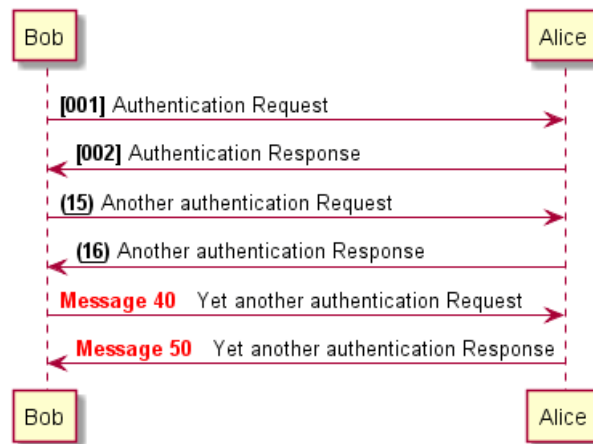 Bob Alice
[001] Authentication Request
[002] Authentication Response
(15) Another authentication Request
(16) Another authentication Response
Message 40 Yet another authentication Request
Message 50 Yet another authentication Response
Bob Alice